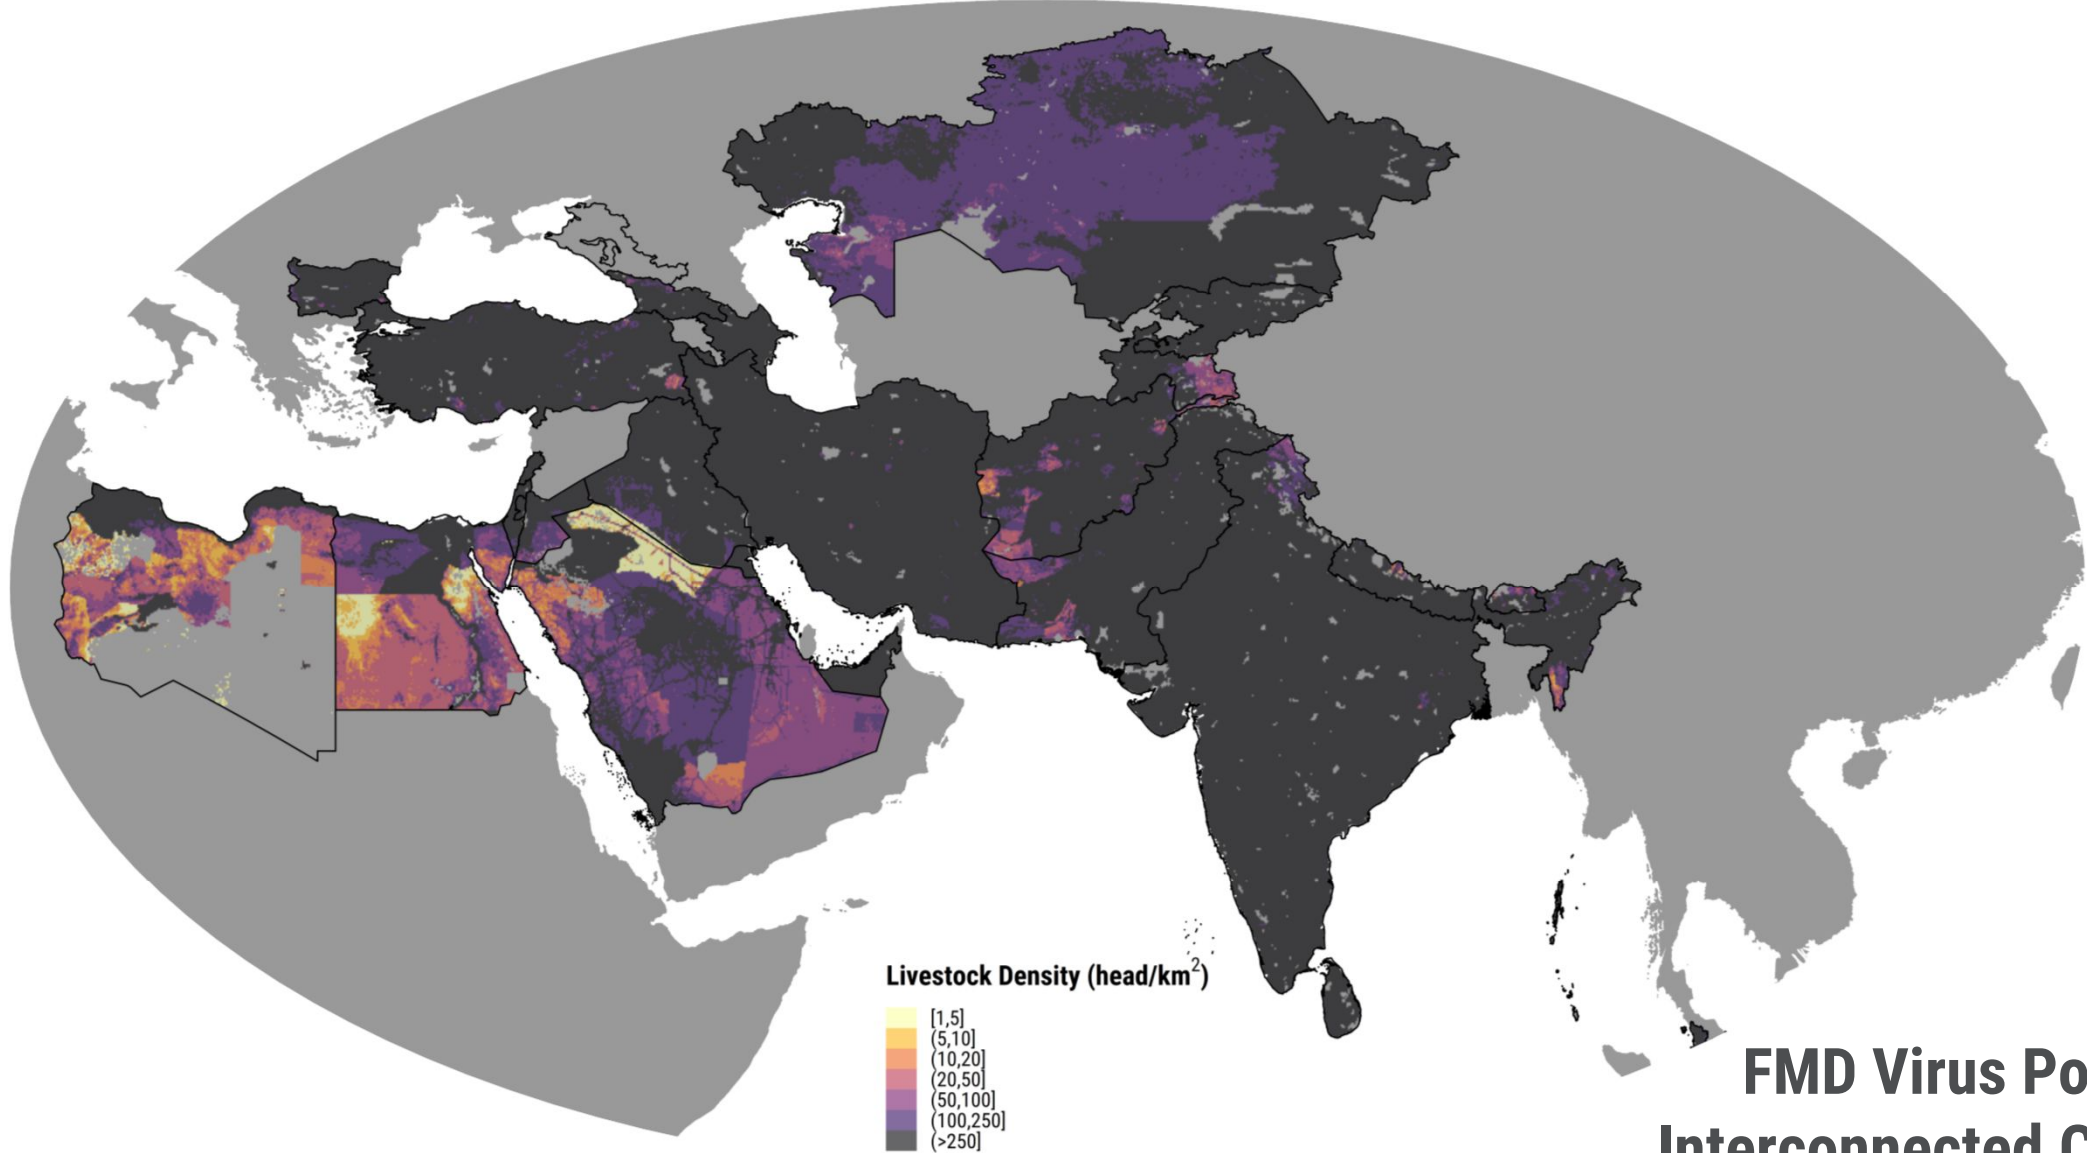 Livestock Density (head/km²)
[1,5]
(5,10]
(10,20]
(20,50]
(50,100]
(100,250]
(>250]
FMD Virus Po
Interconnected C